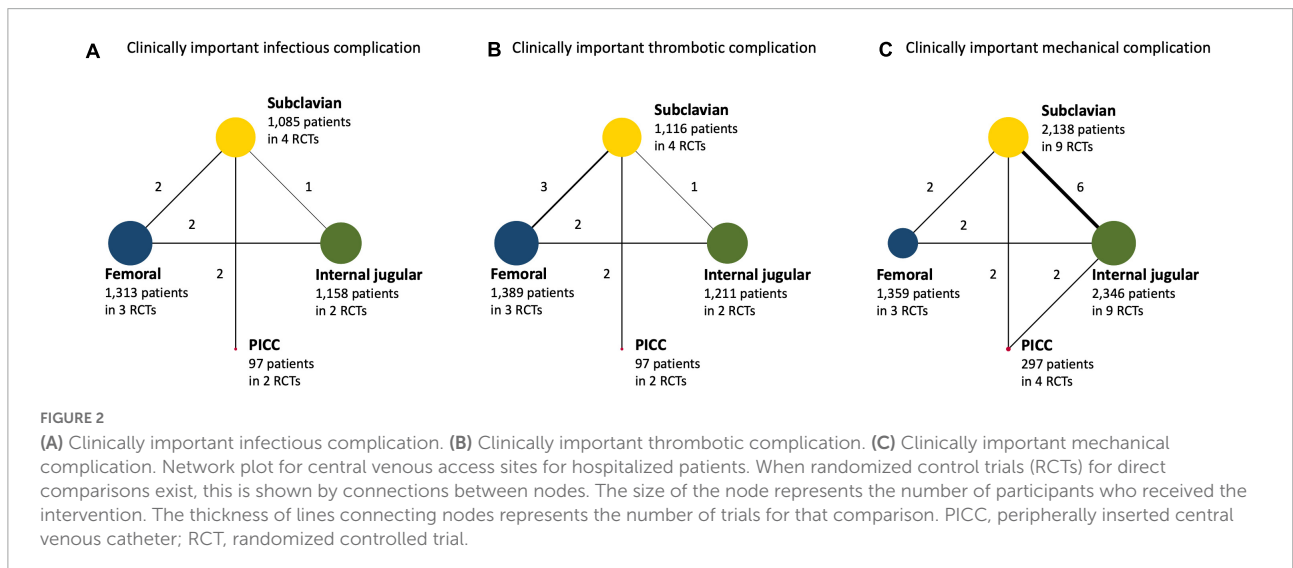 A Clinically important infectious complication
Subclavian
1,085 patients
in 4 RCTs
2
1
2
Femoral
1,313 patients
in 3 RCTs
2
Internal jugular
1,158 patients
in 2 RCTs
PICC
97 patients
in 2 RCTs
B Clinically important thrombotic complication
Subclavian
1,116 patients
in 4 RCTs
3
1
2
Femoral
1,389 patients
in 3 RCTs
2
Internal jugular
1,211 patients
in 2 RCTs
PICC
97 patients
in 2 RCTs
C Clinically important mechanical complication
Subclavian
2,138 patients
in 9 RCTs
2
6
2
Femoral
1,359 patients
in 3 RCTs
2
2
Internal jugular
2,346 patients
in 9 RCTs
PICC
297 patients
in 4 RCTs
FIGURE 2
(A) Clinically important infectious complication. (B) Clinically important thrombotic complication. (C) Clinically important mechanical
complication. Network plot for central venous access sites for hospitalized patients. When randomized control trials (RCTs) for direct
comparisons exist, this is shown by connections between nodes. The size of the node represents the number of participants who received the
intervention. The thickness of lines connecting nodes represents the number of trials for that comparison. PICC, peripherally inserted central
venous catheter; RCT, randomized controlled trial.